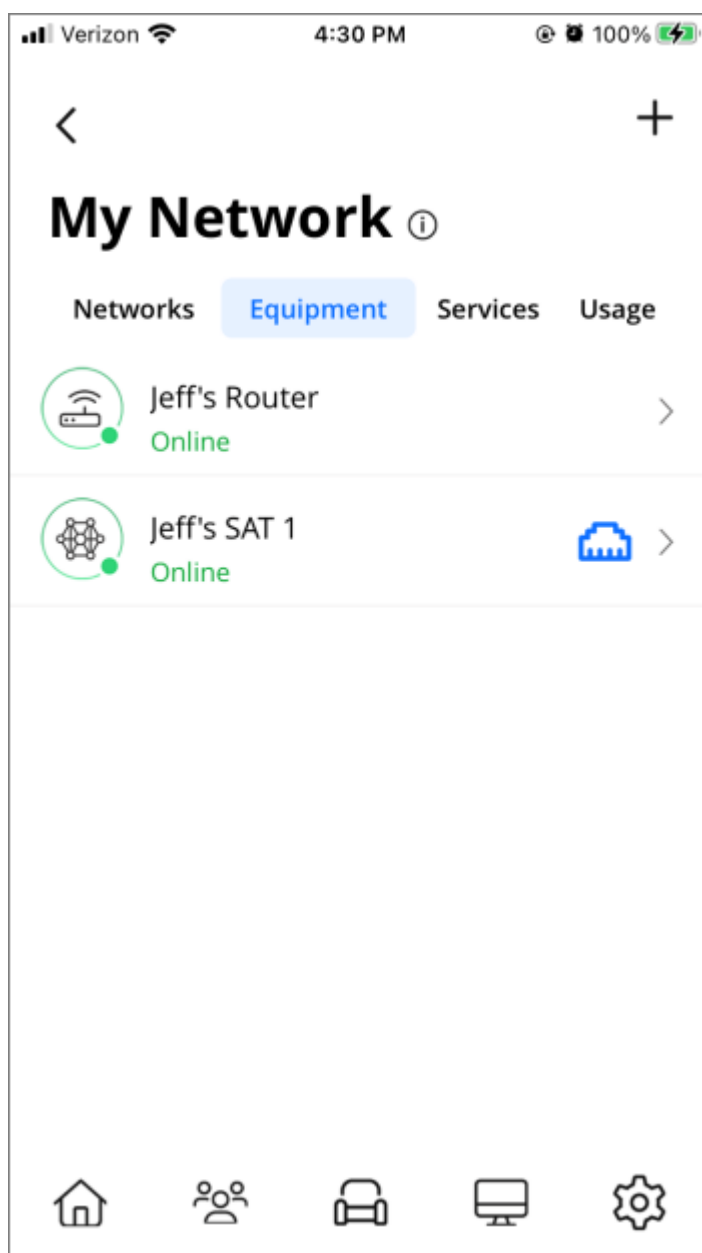 Verizon 4:30 PM 100%
My Network
Networks Equipment Services Usage
Jeff's Router
Online
Jeff's SAT 1
Online